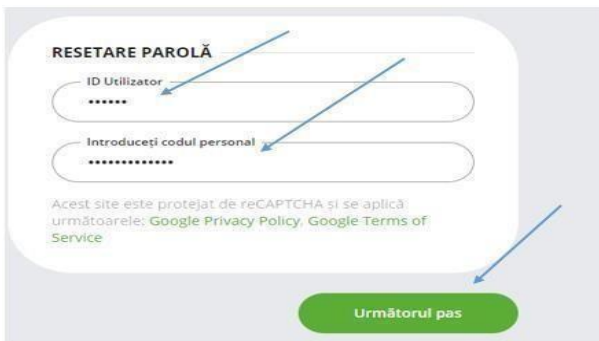 RESETARE PAROLĂ
ID Utilizator
••••••
Introduceți codul personal
•••••••••••••
Acest site este protejat de reCAPTCHA și se aplică
următoarele: Google Privacy Policy, Google Terms of
Service
Următorul pas